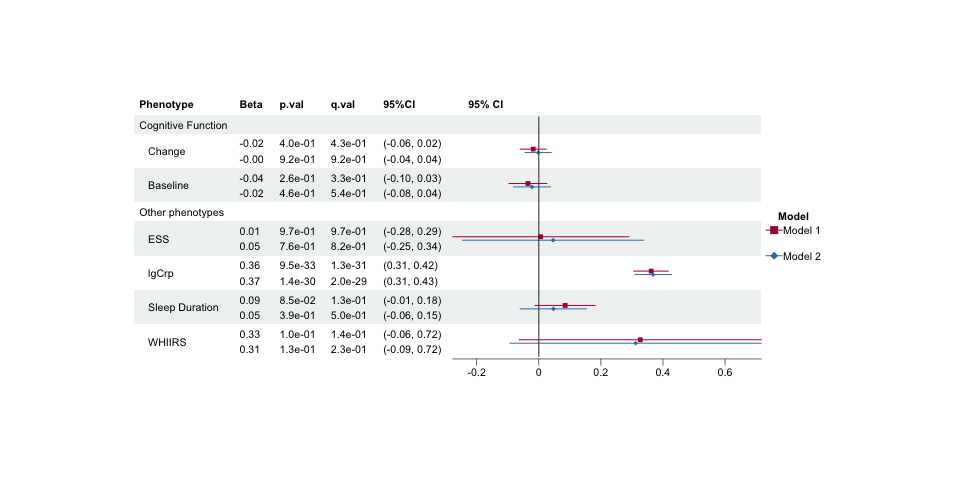 Phenotype Beta p.val q.val 95%CI 95% CI
Cognitive Function
Change
-0.02 4.0e-01 4.3e-01 (-0.06, 0.02)
-0.00 9.2e-01 9.2e-01 (-0.04, 0.04)
Baseline
-0.04 2.6e-01 3.3e-01 (-0.10, 0.03)
-0.02 4.6e-01 5.4e-01 (-0.08, 0.04)
Other phenotypes
ESS
0.01 9.7e-01 9.7e-01 (-0.28, 0.29)
0.05 7.6e-01 8.2e-01 (-0.25, 0.34)
lgCrp
0.36 9.5e-33 1.3e-31 (0.31, 0.42)
0.37 1.4e-30 2.0e-29 (0.31, 0.43)
Sleep Duration
0.09 8.5e-02 1.3e-01 (-0.01, 0.18)
0.05 3.9e-01 5.0e-01 (-0.06, 0.15)
WHIIRS
0.33 1.0e-01 1.4e-01 (-0.06, 0.72)
0.31 1.3e-01 2.3e-01 (-0.09, 0.72)
-0.2 0 0.2 0.4 0.6
Model
Model 1
Model 2